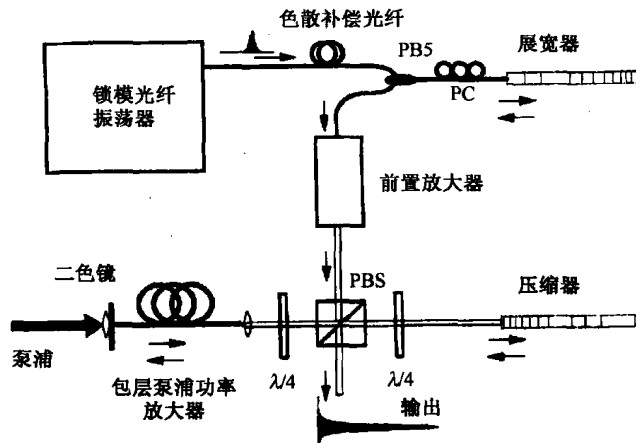 色散补偿光纤
PB5
展宽器
锁模光纤
振荡器
PC
前置放大器
二色镜
PBS
压缩器
泵浦
λ/4
λ/4
包层泵浦功率
放大器
输出